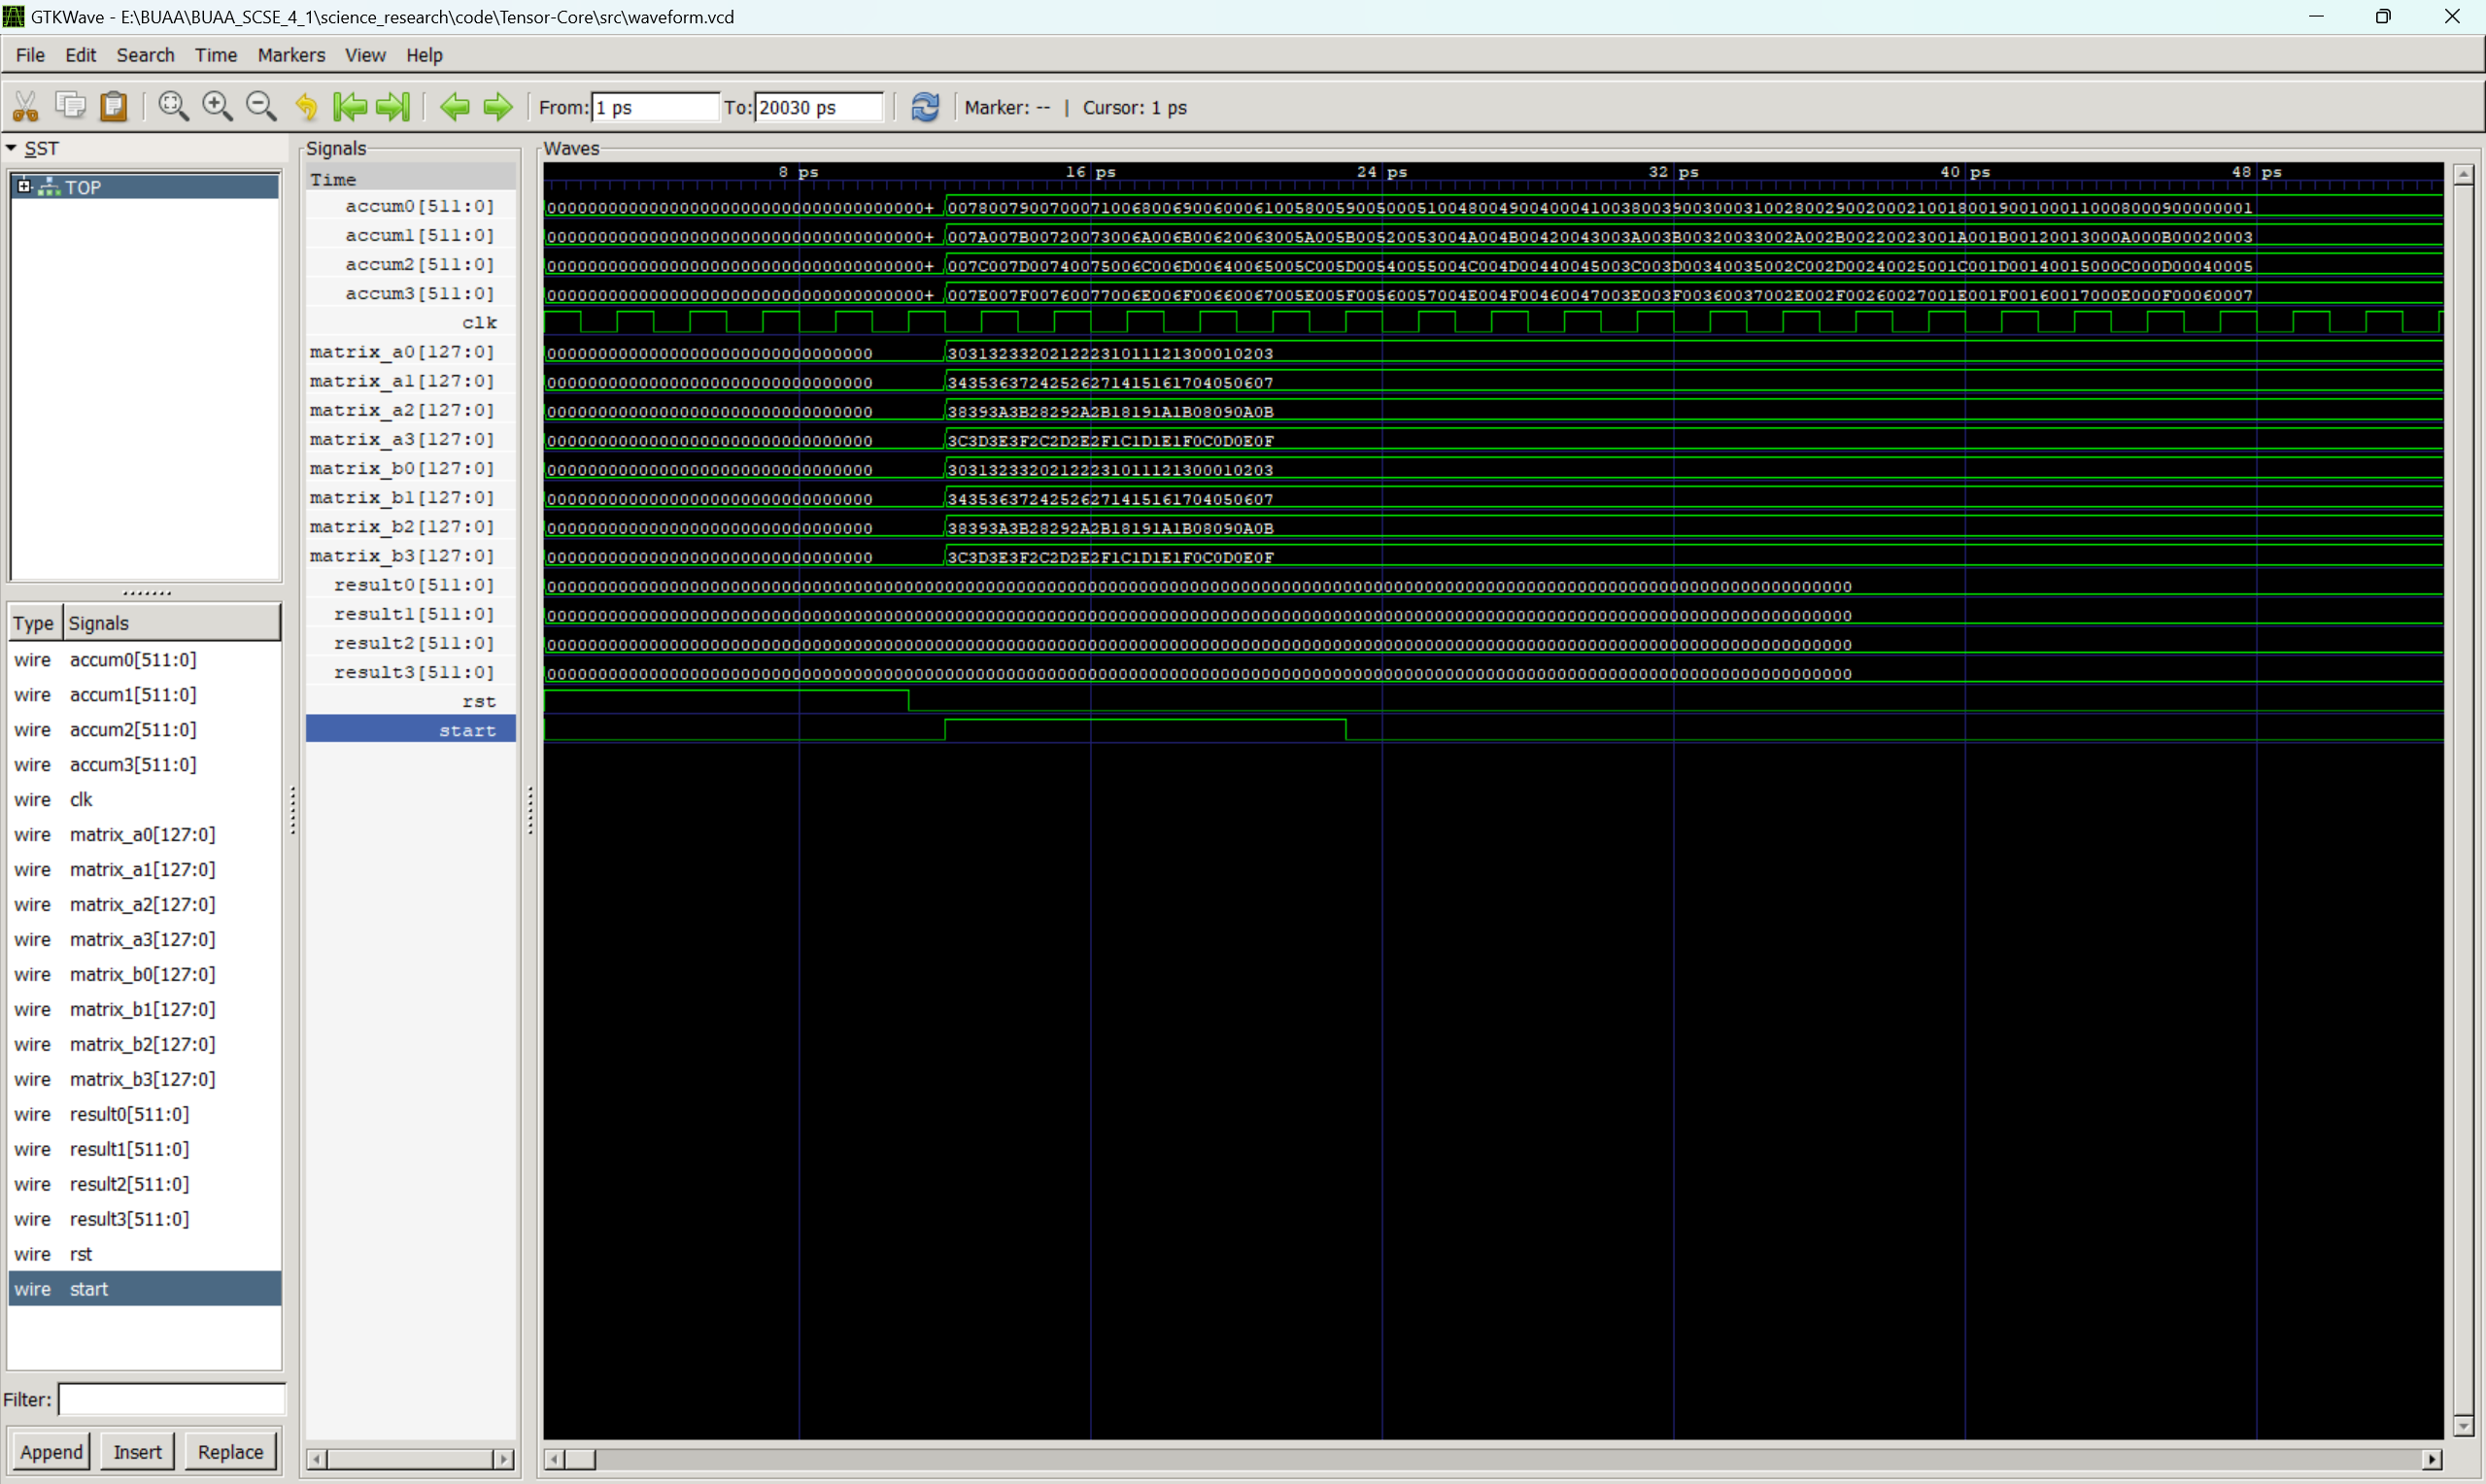 GTKWave - E:\BUAA\BUAA_SCSE_4_1\science_research\code\Tensor-Core\src\waveform.vcd
File Edit Search Time Markers View Help
From: 1 ps To: 20030 ps Marker: -- | Cursor: 1 ps
SST
TOP
Type Signals
wire accum0[511:0]
wire accum1[511:0]
wire accum2[511:0]
wire accum3[511:0]
wire clk
wire matrix_a0[127:0]
wire matrix_a1[127:0]
wire matrix_a2[127:0]
wire matrix_a3[127:0]
wire matrix_b0[127:0]
wire matrix_b1[127:0]
wire matrix_b2[127:0]
wire matrix_b3[127:0]
wire result0[511:0]
wire result1[511:0]
wire result2[511:0]
wire result3[511:0]
wire rst
wire start
Filter:
Append Insert Replace
Signals
Waves
Time 8 ps 16 ps 24 ps 32 ps 40 ps 48 ps
accum0[511:0] 0000000000000000000000000000000000000+ 00780079007000710068006900600061005800590050005100480049004000410038003900300031002800290020002100180019001000110008000900000001
accum1[511:0] 0000000000000000000000000000000000000+ 007A007B00720073006A006B00620063005A005B00520053004A004B00420043003A003B00320033002A002B00220023001A001B00120013000A000B00020003
accum2[511:0] 0000000000000000000000000000000000000+ 007C007D00740075006C006D00640065005C005D00540055004C004D00440045003C003D00340035002C002D00240025001C001D00140015000C000D00040005
accum3[511:0] 0000000000000000000000000000000000000+ 007E007F00760077006E006F00660067005E005F00560057004E004F00460047003E003F00360037002E002F00260027001E001F00160017000E000F00060007
clk
matrix_a0[127:0] 00000000000000000000000000000000 30313233202122231011121300010203
matrix_a1[127:0] 00000000000000000000000000000000 34353637242526271415161704050607
matrix_a2[127:0] 00000000000000000000000000000000 38393A3B28292A2B18191A1B08090A0B
matrix_a3[127:0] 00000000000000000000000000000000 3C3D3E3F2C2D2E2F1C1D1E1F0C0D0E0F
matrix_b0[127:0] 00000000000000000000000000000000 30313233202122231011121300010203
matrix_b1[127:0] 00000000000000000000000000000000 34353637242526271415161704050607
matrix_b2[127:0] 00000000000000000000000000000000 38393A3B28292A2B18191A1B08090A0B
matrix_b3[127:0] 00000000000000000000000000000000 3C3D3E3F2C2D2E2F1C1D1E1F0C0D0E0F
result0[511:0] 00000000000000000000000000000000000000000000000000000000000000000000000000000000000000000000000000000000000000000000000000000000
result1[511:0] 00000000000000000000000000000000000000000000000000000000000000000000000000000000000000000000000000000000000000000000000000000000
result2[511:0] 00000000000000000000000000000000000000000000000000000000000000000000000000000000000000000000000000000000000000000000000000000000
result3[511:0] 00000000000000000000000000000000000000000000000000000000000000000000000000000000000000000000000000000000000000000000000000000000
rst
start